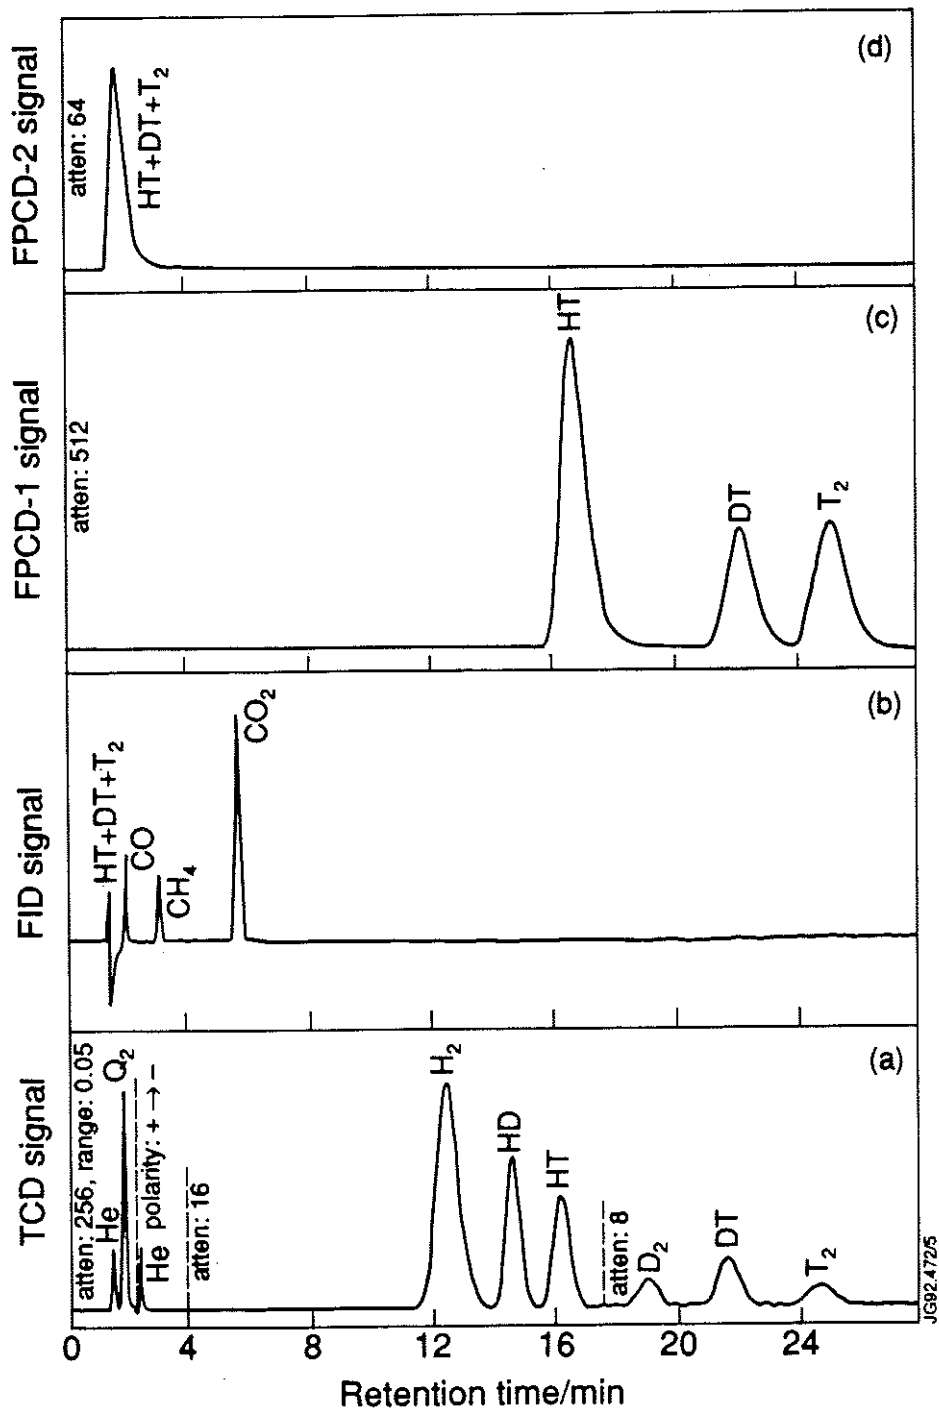 FPCD-2 signal
atten: 64
HT+DT+T₂
(d)
FPCD-1 signal
atten: 512
HT
DT
T₂
(c)
FID signal
HT+DT+T₂
CO
CH₄
CO₂
(b)
TCD signal
atten: 256, range: 0.05
He
Q₂
He
polarity: + → −
atten: 16
H₂
HD
HT
atten: 8
D₂
DT
T₂
(a)
0 4 8 12 16 20 24
Retention time/min
JG92.472/5